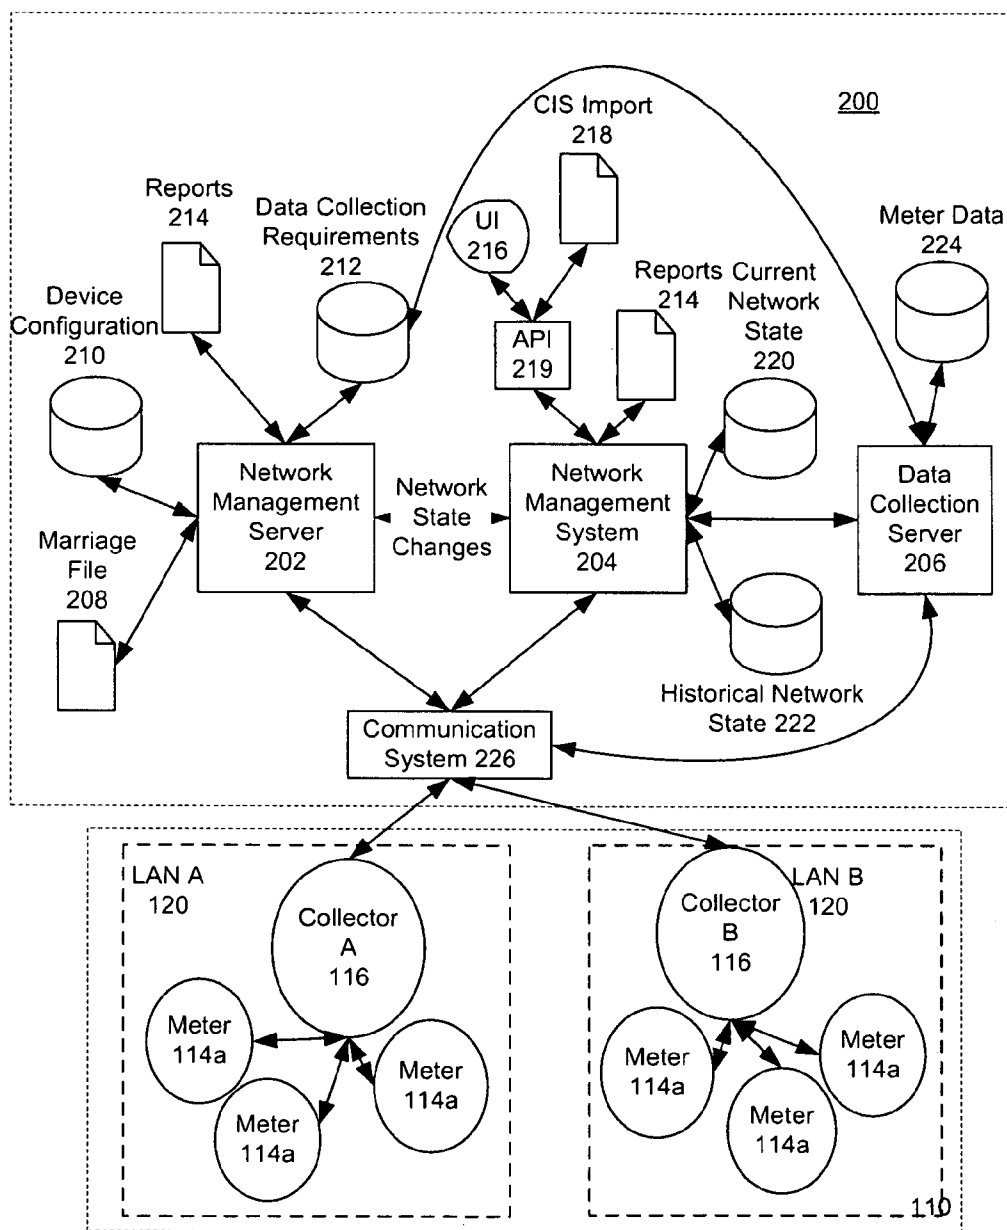 200
CIS Import
218
Reports
214
Data Collection
Requirements
212
UI
216
Meter Data
224
Device
Configuration
210
Reports
214
Current
Network
State
220
API
219
Network
Management
Server
202
Network
State
Changes
Network
Management
System
204
Data
Collection
Server
206
Marriage
File
208
Historical Network
State 222
Communication
System 226
LAN A
120
Collector
A
116
Meter
114a
Meter
114a
Meter
114a
LAN B
120
Collector
B
116
Meter
114a
Meter
114a
Meter
114a
110